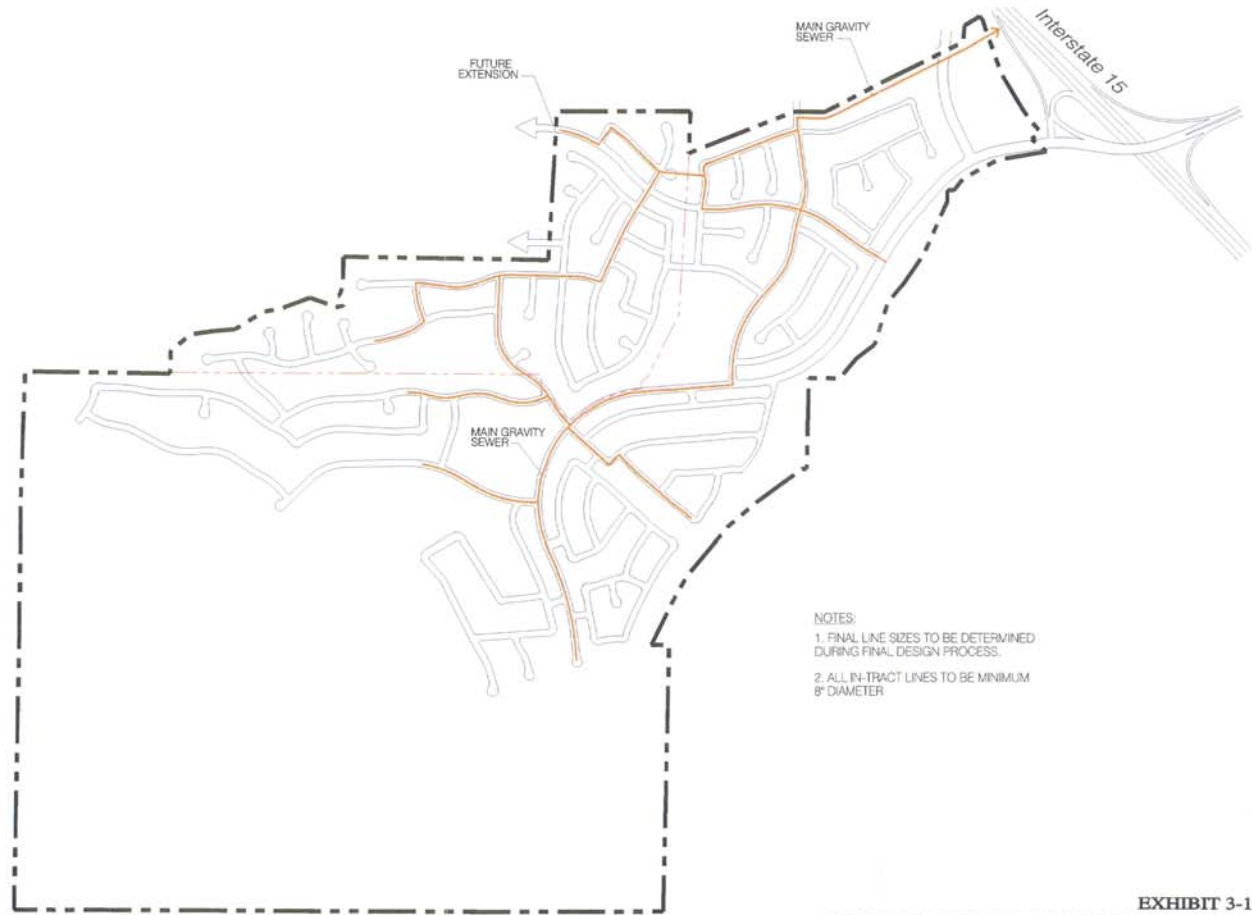 MAIN GRAVITY
SEWER
Interstate 15
FUTURE
EXTENSION
MAIN GRAVITY
SEWER
NOTES:
1. FINAL LINE SIZES TO BE DETERMINED
DURING FINAL DESIGN PROCESS.
2. ALL IN-TRACT LINES TO BE MINIMUM
8" DIAMETER
EXHIBIT 3-1